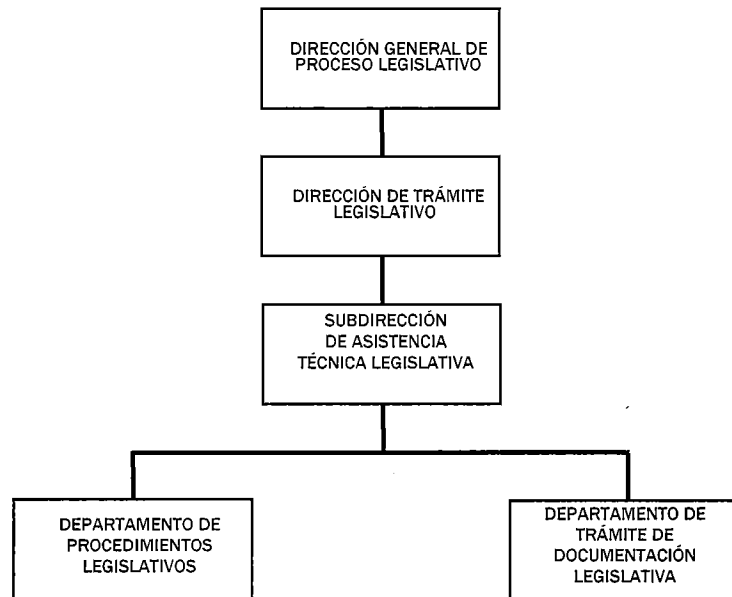 DIRECCIÓN GENERAL DE
PROCESO LEGISLATIVO
DIRECCIÓN DE TRÁMITE
LEGISLATIVO
SUBDIRECCIÓN
DE ASISTENCIA
TÉCNICA LEGISLATIVA
DEPARTAMENTO DE
PROCEDIMIENTOS
LEGISLATIVOS
DEPARTAMENTO DE
TRÁMITE DE
DOCUMENTACIÓN
LEGISLATIVA